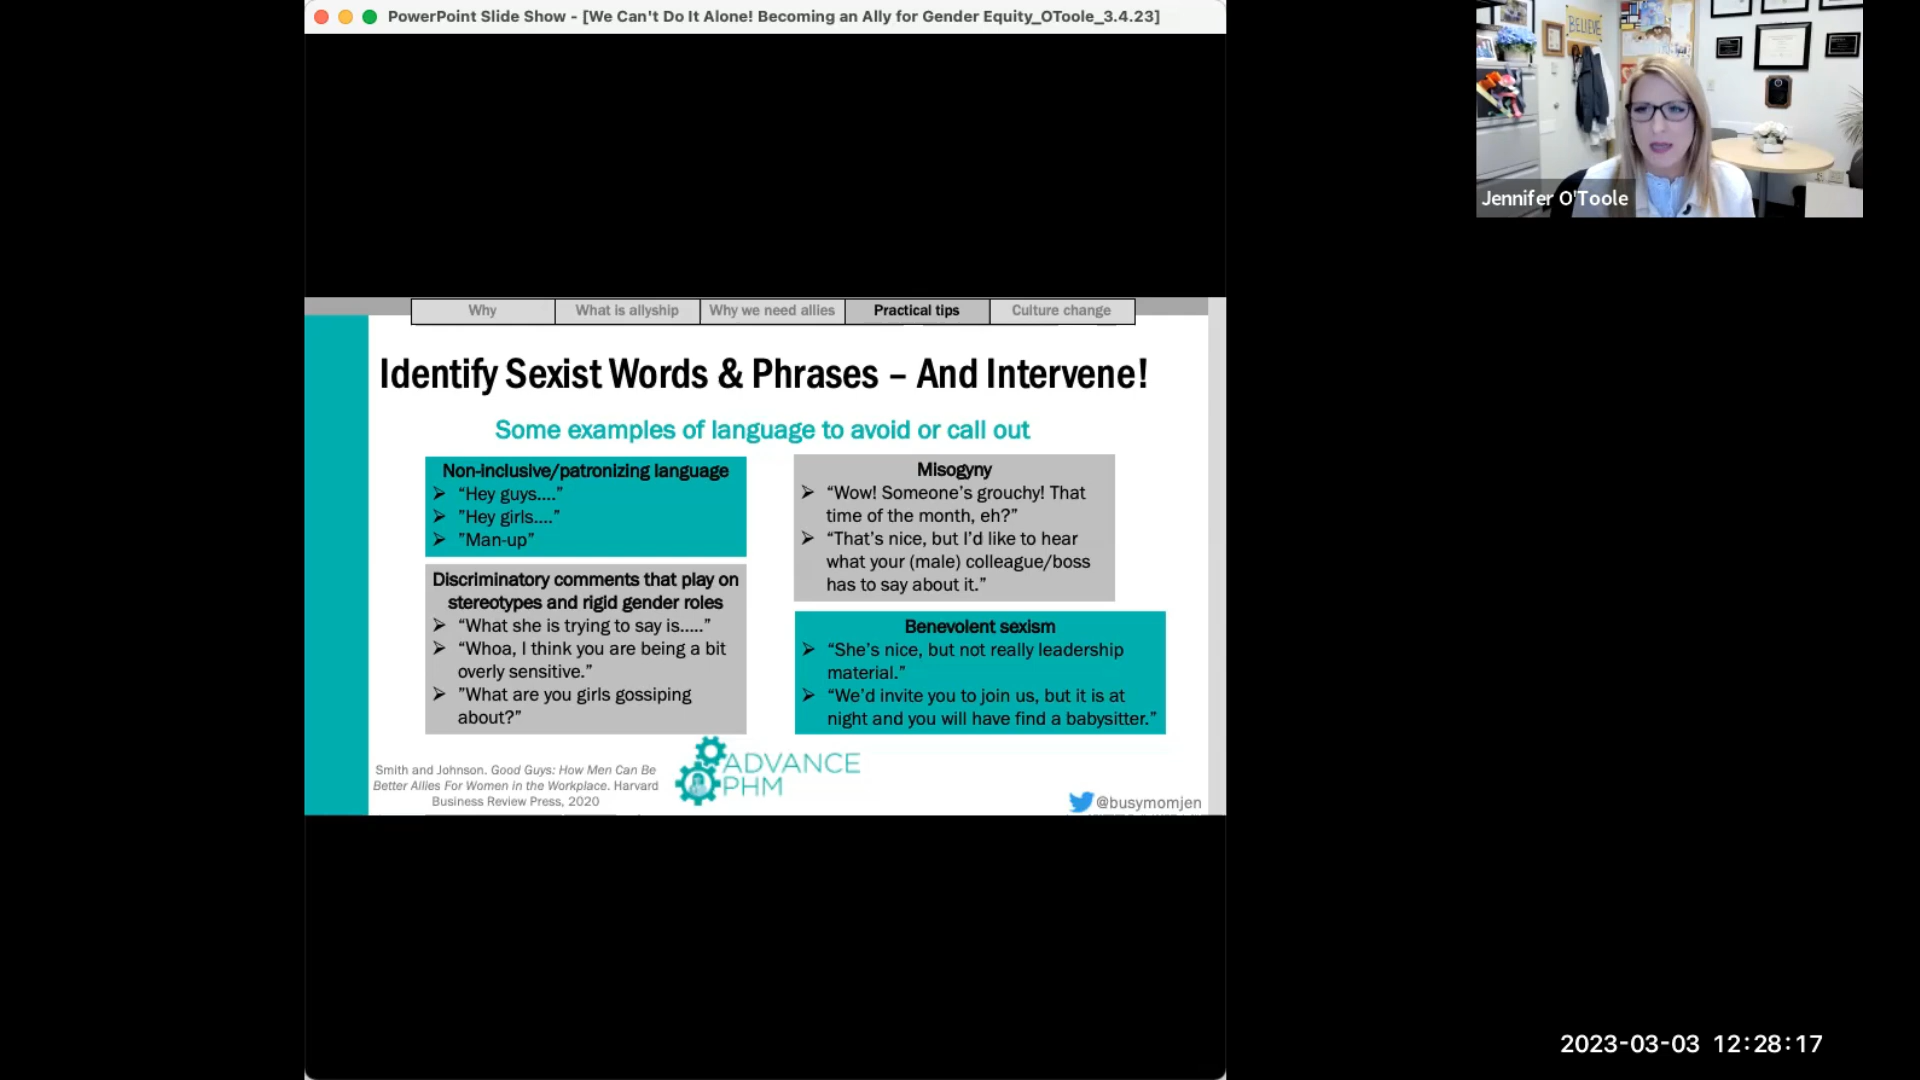 PowerPoint Slide Show - [We Can't Do It Alone! Becoming an Ally for Gender Equity_OToole_3.4.23]
BELIEVE
Jennifer O'Toole
Why
What is allyship
Why we need allies
Practical tips
Culture change
Identify Sexist Words & Phrases – And Intervene!
Some examples of language to avoid or call out
Non-inclusive/patronizing language
➢ “Hey guys....”
➢ ”Hey girls....”
➢ ”Man-up”
Discriminatory comments that play on
stereotypes and rigid gender roles
➢ “What she is trying to say is.....”
➢ “Whoa, I think you are being a bit
overly sensitive.”
➢ ”What are you girls gossiping
about?”
Misogyny
➢ “Wow! Someone’s grouchy! That
time of the month, eh?”
➢ “That’s nice, but I’d like to hear
what your (male) colleague/boss
has to say about it.”
Benevolent sexism
➢ “She’s nice, but not really leadership
material.”
➢ “We’d invite you to join us, but it is at
night and you will have find a babysitter.”
Smith and Johnson. Good Guys: How Men Can Be
Better Allies For Women in the Workplace. Harvard
Business Review Press, 2020
ADVANCE
PHM
@busymomjen
2023-03-03 12:28:17